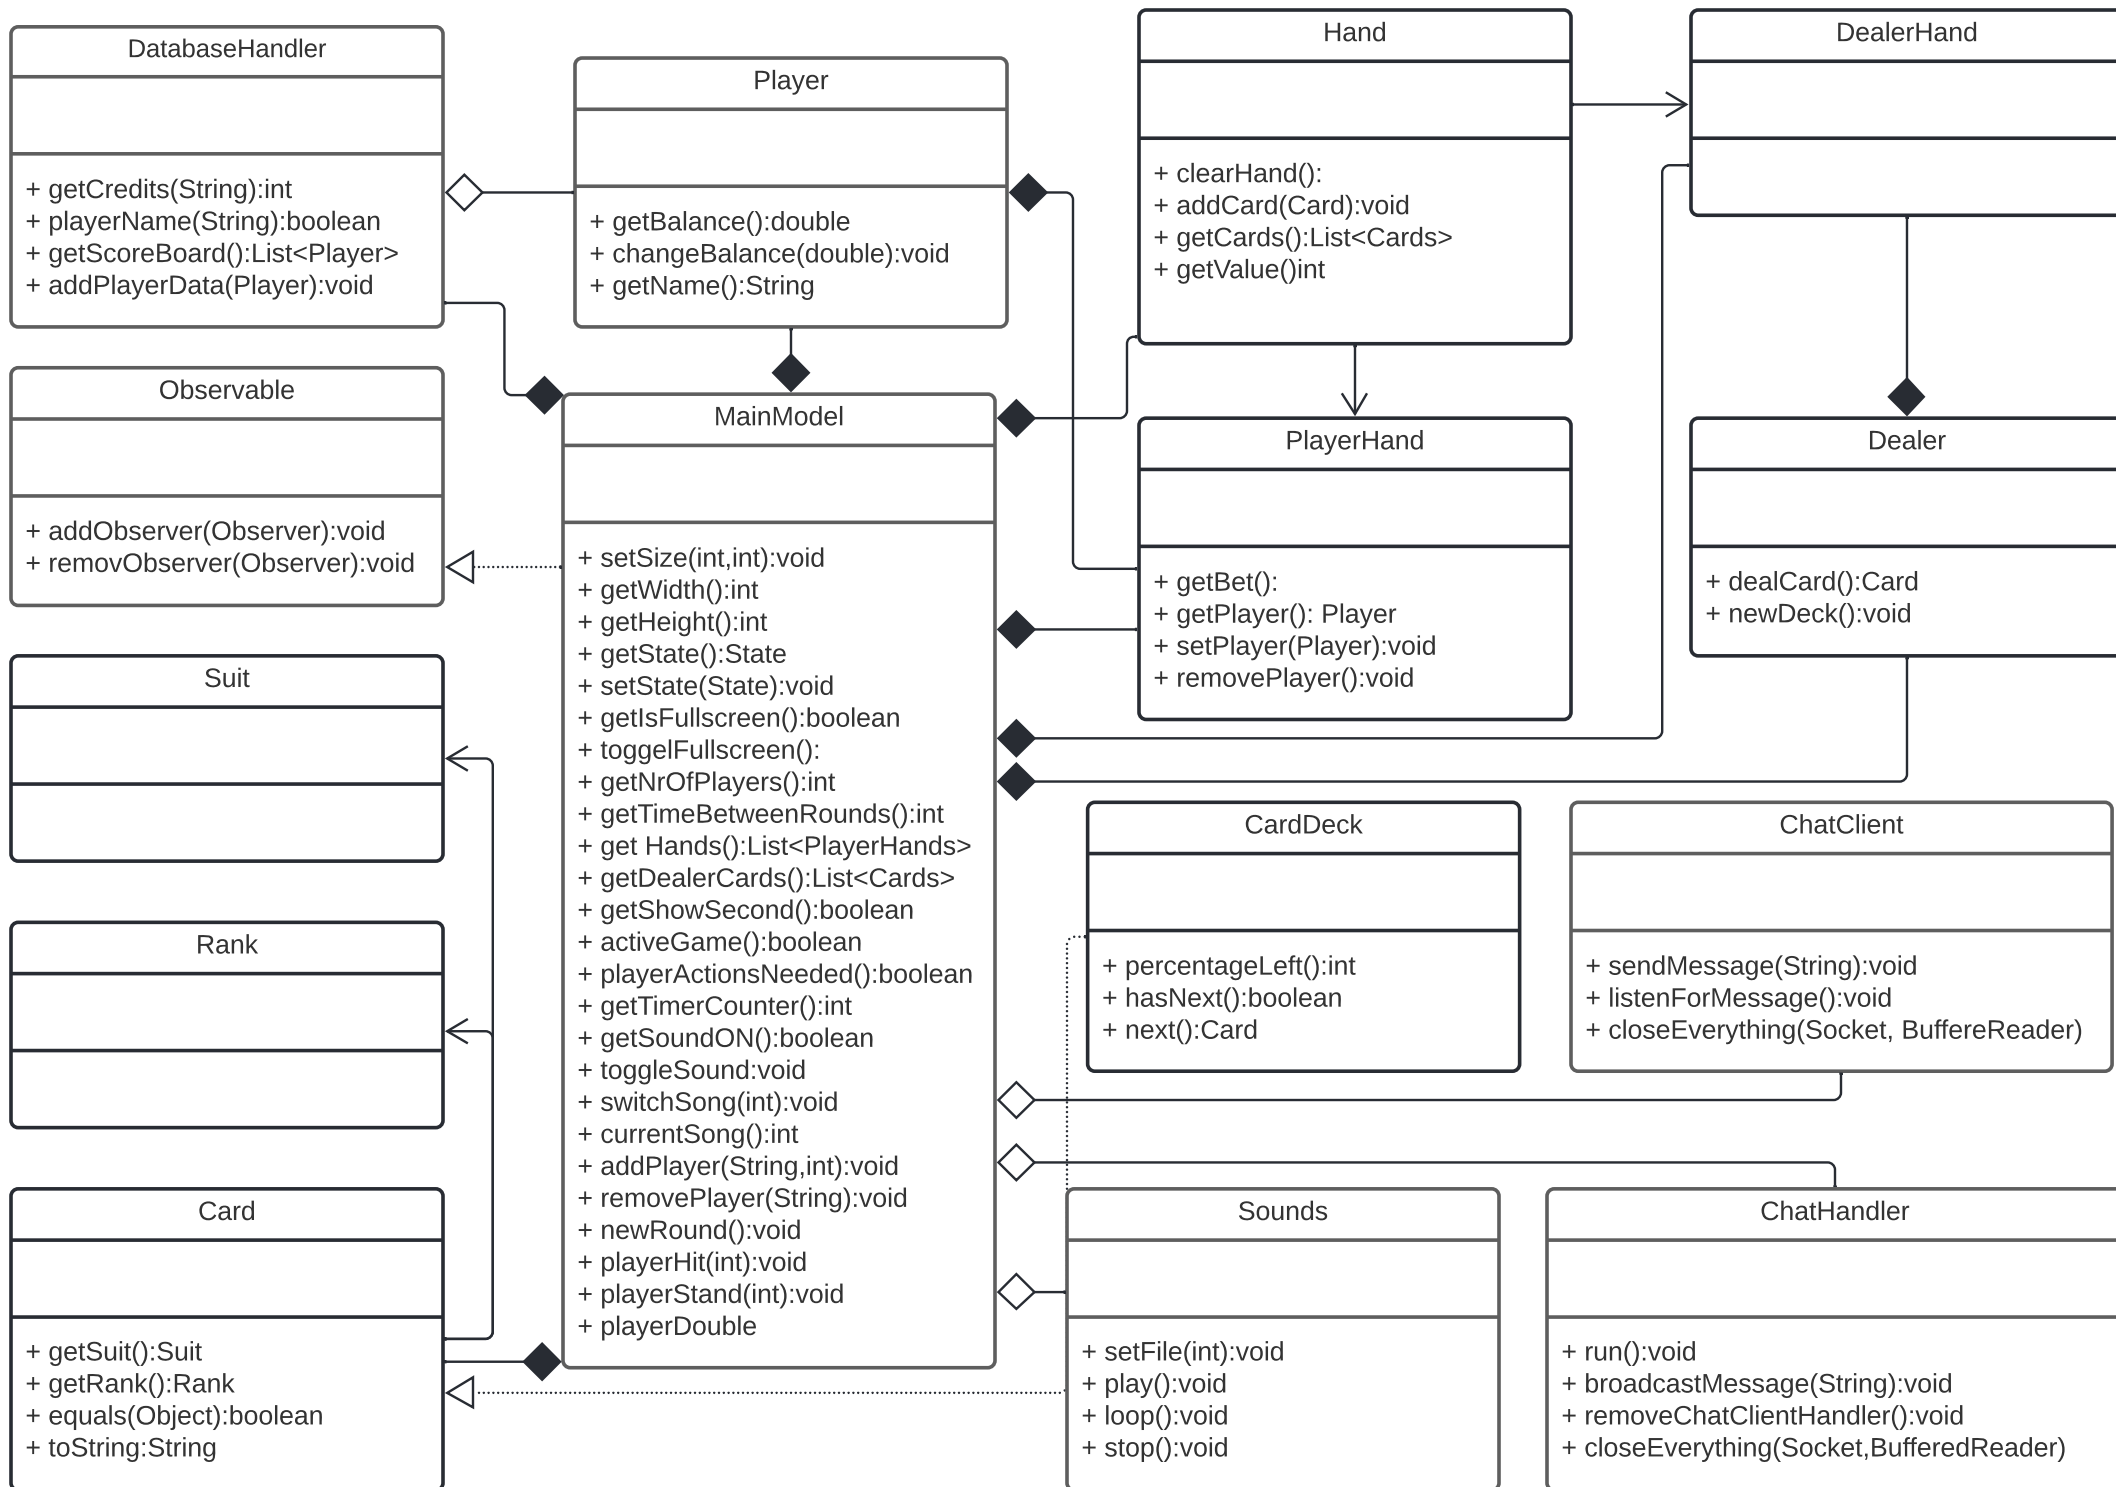 DatabaseHandler
+ getCredits(String):int
+ playerName(String):boolean
+ getScoreBoard():List<Player>
+ addPlayerData(Player):void
Player
+ getBalance():double
+ changeBalance(double):void
+ getName():String
Hand
+ clearHand():
+ addCard(Card):void
+ getCards():List<Cards>
+ getValue()int
DealerHand
Observable
+ addObserver(Observer):void
+ removObserver(Observer):void
MainModel
+ setSize(int,int):void
+ getWidth():int
+ getHeight():int
+ getState():State
+ setState(State):void
+ getIsFullscreen():boolean
+ toggelFullscreen():
+ getNrOfPlayers():int
+ getTimeBetweenRounds():int
+ get Hands():List<PlayerHands>
+ getDealerCards():List<Cards>
+ getShowSecond():boolean
+ activeGame():boolean
+ playerActionsNeeded():boolean
+ getTimerCounter():int
+ getSoundON():boolean
+ toggleSound:void
+ switchSong(int):void
+ currentSong():int
+ addPlayer(String,int):void
+ removePlayer(String):void
+ newRound():void
+ playerHit(int):void
+ playerStand(int):void
+ playerDouble
PlayerHand
+ getBet():
+ getPlayer(): Player
+ setPlayer(Player):void
+ removePlayer():void
Dealer
+ dealCard():Card
+ newDeck():void
Suit
Rank
Card
+ getSuit():Suit
+ getRank():Rank
+ equals(Object):boolean
+ toString:String
CardDeck
+ percentageLeft():int
+ hasNext():boolean
+ next():Card
ChatClient
+ sendMessage(String):void
+ listenForMessage():void
+ closeEverything(Socket, BuffereReader)
Sounds
+ setFile(int):void
+ play():void
+ loop():void
+ stop():void
ChatHandler
+ run():void
+ broadcastMessage(String):void
+ removeChatClientHandler():void
+ closeEverything(Socket,BufferedReader)